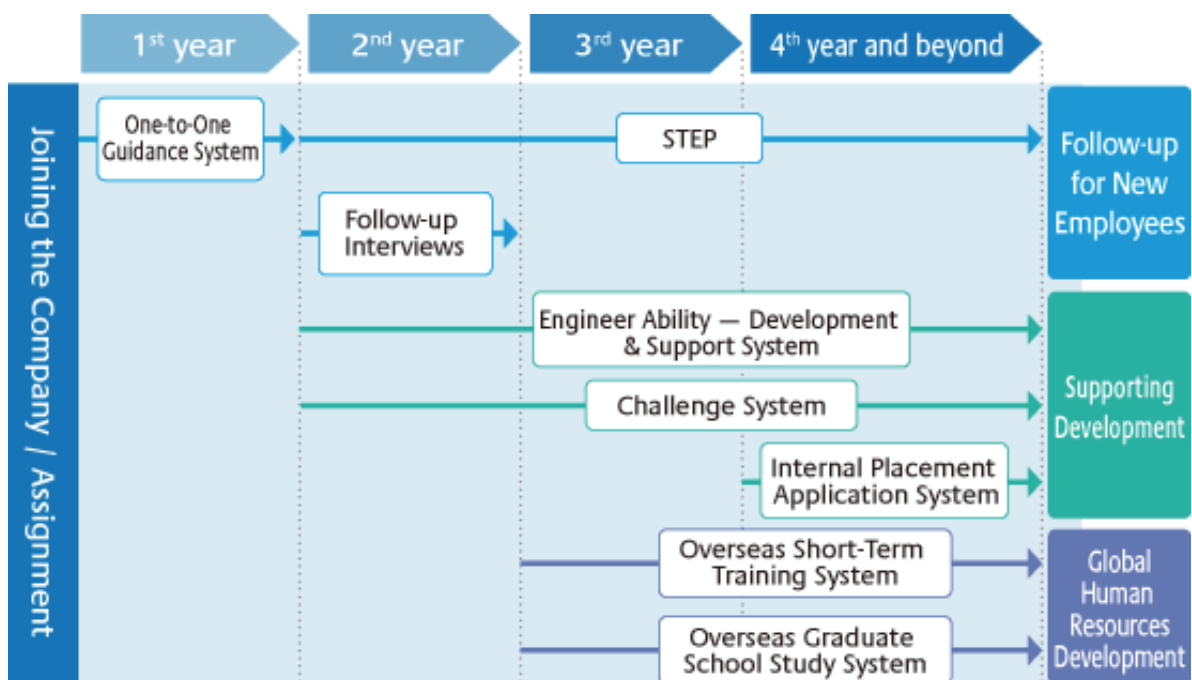 1st year
2nd year
3rd year
4th year and beyond
Joining the Company / Assignment
One-to-One
Guidance System
STEP
Follow-up
Interviews
Follow-up
for New
Employees
Engineer Ability — Development
& Support System
Challenge System
Internal Placement
Application System
Supporting
Development
Overseas Short-Term
Training System
Overseas Graduate
School Study System
Global
Human
Resources
Development